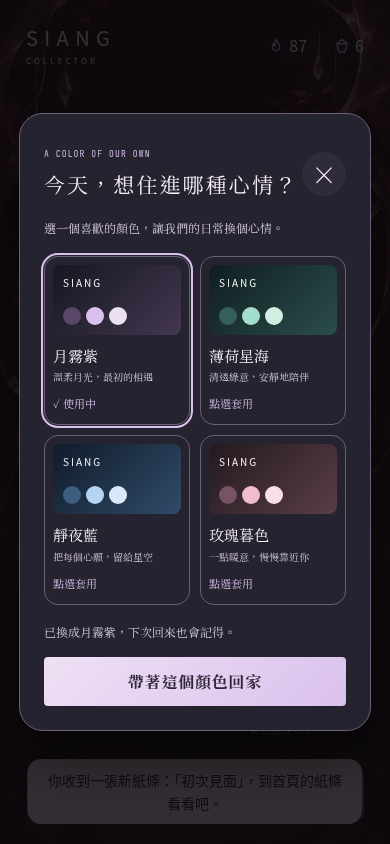 SIANG
COLLECTOR
87
6
A COLOR OF OUR OWN
今天，想住進哪種心情？
選一個喜歡的顏色，讓我們的日常換個心情。
SIANG
月霧紫
溫柔月光，最初的相遇
✓ 使用中
SIANG
薄荷星海
清透綠意，安靜地陪伴
點選套用
SIANG
靜夜藍
把每個心願，留給星空
點選套用
SIANG
玫瑰暮色
一點暖意，慢慢靠近你
點選套用
已換成月霧紫，下次回來也會記得。
帶著這個顏色回家
你收到一張新紙條：「初次見面」，到首頁的紙條
看看吧。